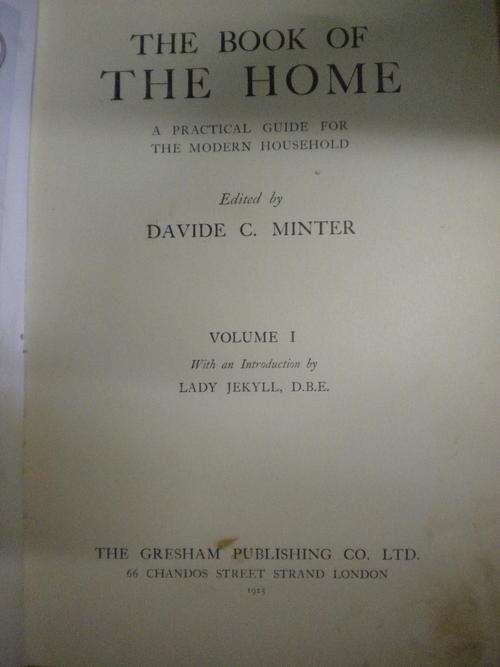 THE BOOK OF
THE HOME
A PRACTICAL GUIDE FOR
THE MODERN HOUSEHOLD
Edited by
DAVIDE C. MINTER
VOLUME I
With an Introduction by
LADY JEKYLL, D.B.E.
THE GRESHAM PUBLISHING CO. LTD.
66 CHANDOS STREET STRAND LONDON